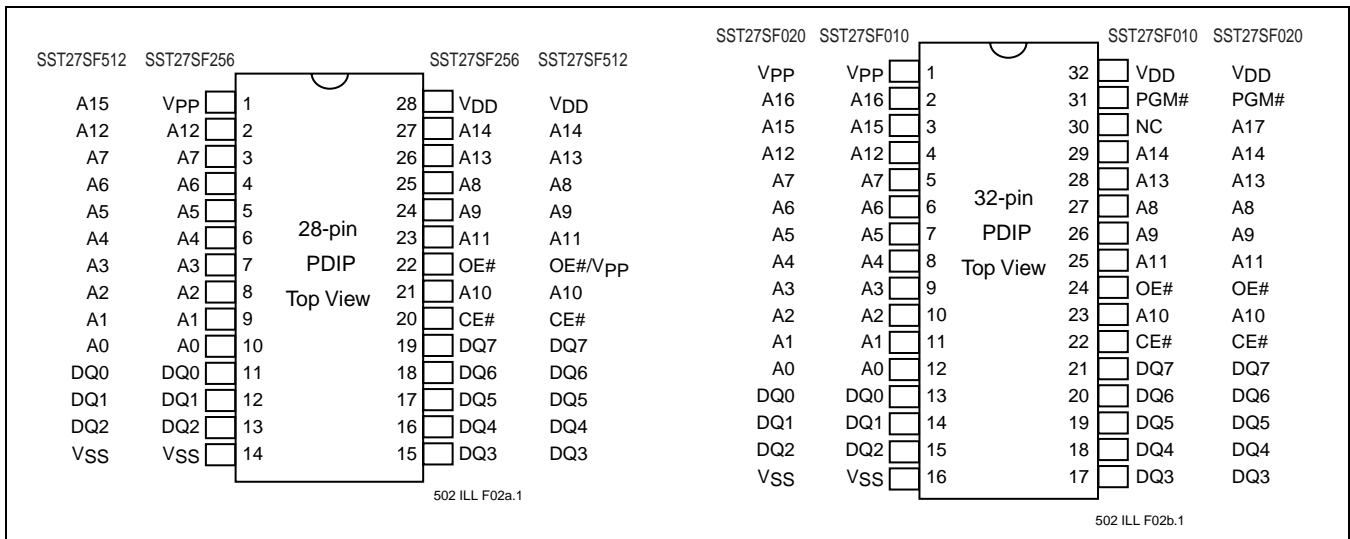 SST27SF512 SST27SF256 SST27SF256 SST27SF512
A15 VPP 1 28 VDD VDD
A12 A12 2 27 A14 A14
A7 A7 3 26 A13 A13
A6 A6 4 25 A8 A8
A5 A5 5 24 A9 A9
A4 A4 6 23 A11 A11
A3 A3 7 22 OE# OE#/VPP
A2 A2 8 21 A10 A10
A1 A1 9 20 CE# CE#
A0 A0 10 19 DQ7 DQ7
DQ0 DQ0 11 18 DQ6 DQ6
DQ1 DQ1 12 17 DQ5 DQ5
DQ2 DQ2 13 16 DQ4 DQ4
VSS VSS 14 15 DQ3 DQ3
28-pin
PDIP
Top View
502 ILL F02a.1
SST27SF020 SST27SF010 SST27SF010 SST27SF020
VPP VPP 1 32 VDD VDD
A16 A16 2 31 PGM# PGM#
A15 A15 3 30 NC A17
A12 A12 4 29 A14 A14
A7 A7 5 28 A13 A13
A6 A6 6 27 A8 A8
A5 A5 7 26 A9 A9
A4 A4 8 25 A11 A11
A3 A3 9 24 OE# OE#
A2 A2 10 23 A10 A10
A1 A1 11 22 CE# CE#
A0 A0 12 21 DQ7 DQ7
DQ0 DQ0 13 20 DQ6 DQ6
DQ1 DQ1 14 19 DQ5 DQ5
DQ2 DQ2 15 18 DQ4 DQ4
VSS VSS 16 17 DQ3 DQ3
32-pin
PDIP
Top View
502 ILL F02b.1